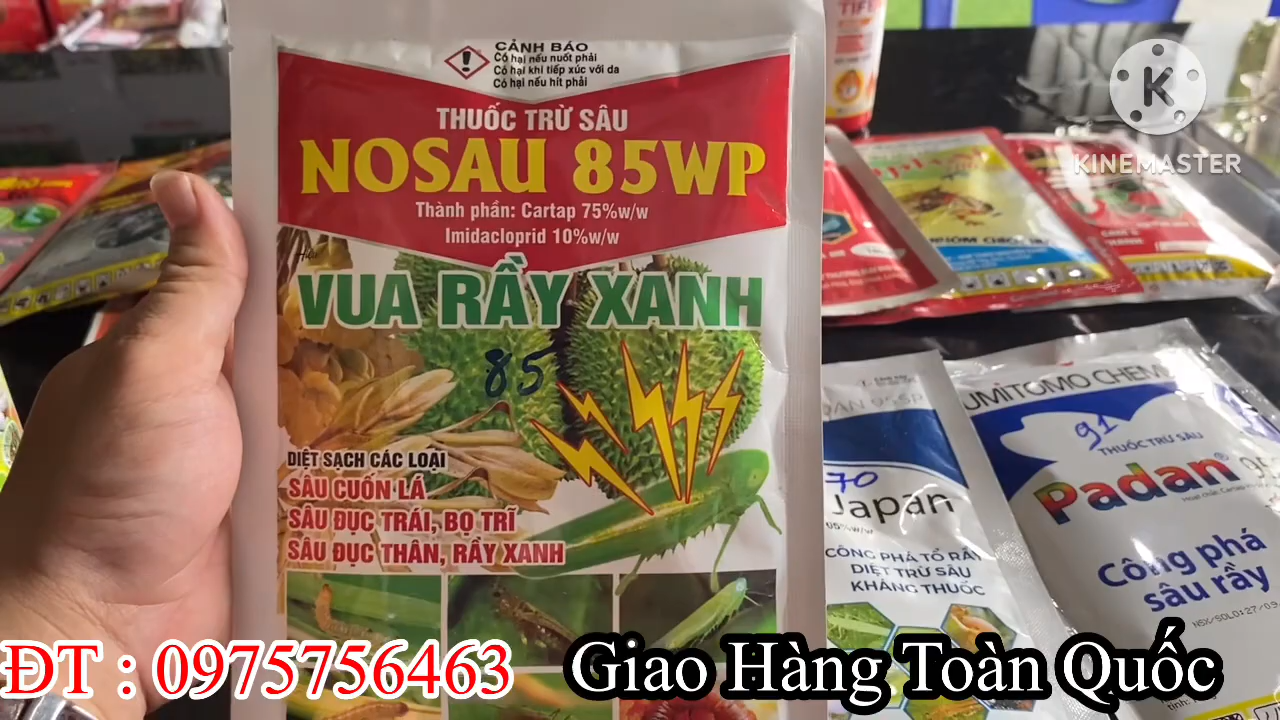 CẢNH BÁO
Có hại nếu nuốt phải
Có hại khi tiếp xúc với da
Có hại nếu hít phải
THUỐC TRỪ SÂU
NOSAU 85WP
Thành phần: Cartap 75%w/w
Imidacloprid 10%w/w
VUA RẦY XANH
85
DIỆT SẠCH CÁC LOẠI
SÂU CUỐN LÁ
SÂU ĐỤC TRÁI, BỌ TRĨ
SÂU ĐỤC THÂN, RẦY XANH
K
KINEMASTER
95SP
70
Japan
CÔNG PHÁ TỔ RẦY
DIỆT TRỪ SÂU
KHÁNG THUỐC
UMITOMO CHEM
91
THUỐC TRỪ SÂU
Padan®
Công phá
sâu rầy
ĐT : 0975756463
Giao Hàng Toàn Quốc